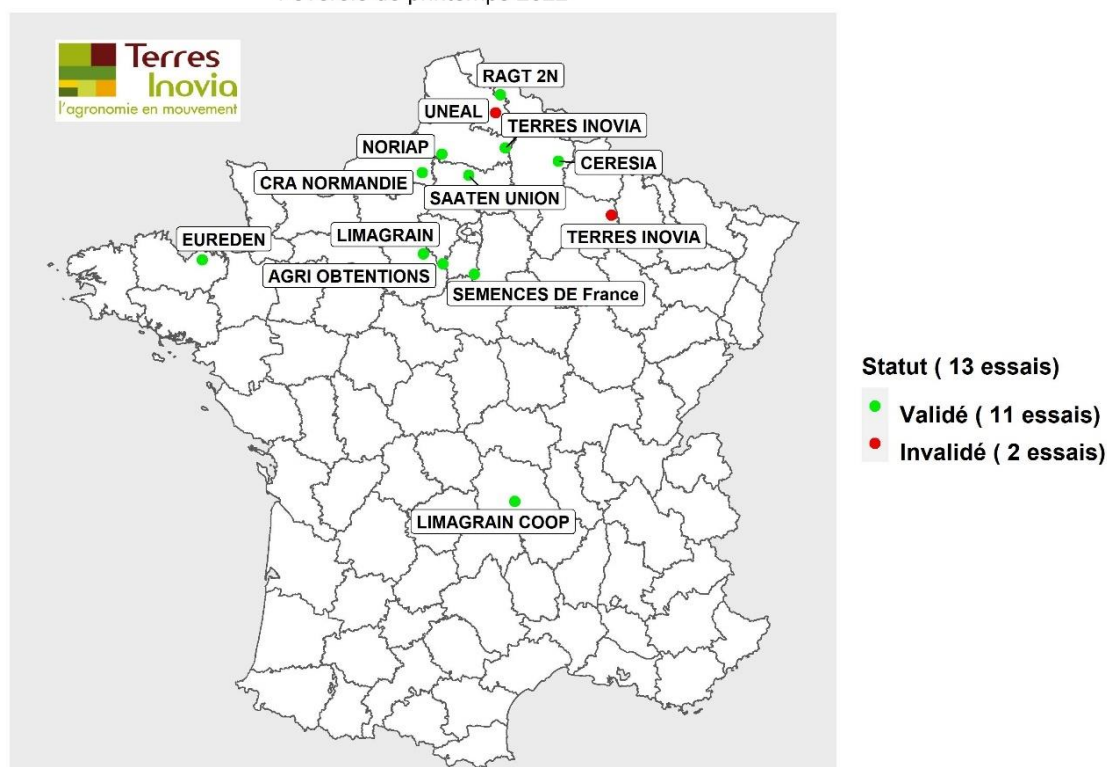 Terres
Inovia
l'agronomie en mouvement
RAGT 2N
UNEAL
TERRES INOVIA
NORIAP
CERESIA
CRA NORMANDIE
SAATEN UNION
EUREDEN
LIMAGRAIN
TERRES INOVIA
AGRI OBTENTIONS
SEMENCES DE France
LIMAGRAIN COOP
Statut ( 13 essais)
Validé ( 11 essais)
Invalidé ( 2 essais)